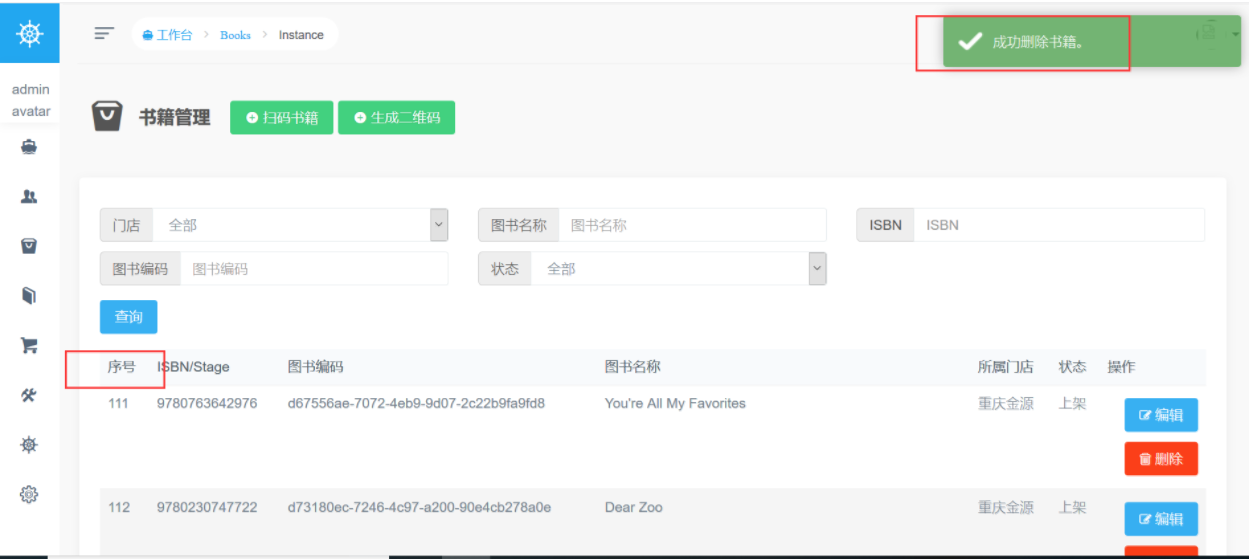 工作台 > Books > Instance
成功删除书籍。
admin
avatar
书籍管理 扫码书籍 生成二维码
门店 全部 图书名称 图书名称 ISBN ISBN
图书编码 图书编码 状态 全部
查询
序号 ISBN/Stage 图书编码 图书名称 所属门店 状态 操作
111 9780763642976 d67556ae-7072-4eb9-9d07-2c22b9fa9fd8 You're All My Favorites 重庆金源 上架 编辑
删除
112 9780230747722 d73180ec-7246-4c97-a200-90e4cb278a0e Dear Zoo 重庆金源 上架 编辑